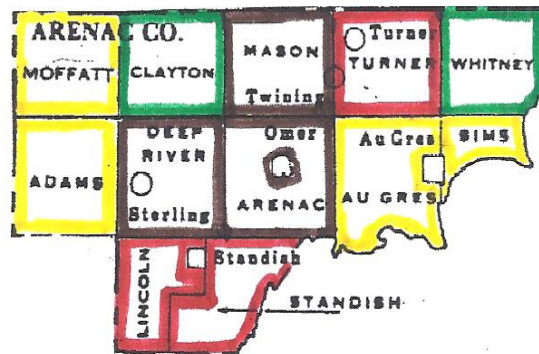 ARENAC CO.
MOFFATT
CLAYTON
MASON
Twining
Turner
TURNER
WHITNEY
ADAMS
DEEP
RIVER
Sterling
Omer
ARENAC
Au Gres
AU GRES
SIMS
LINCOLN
Standish
STANDISH